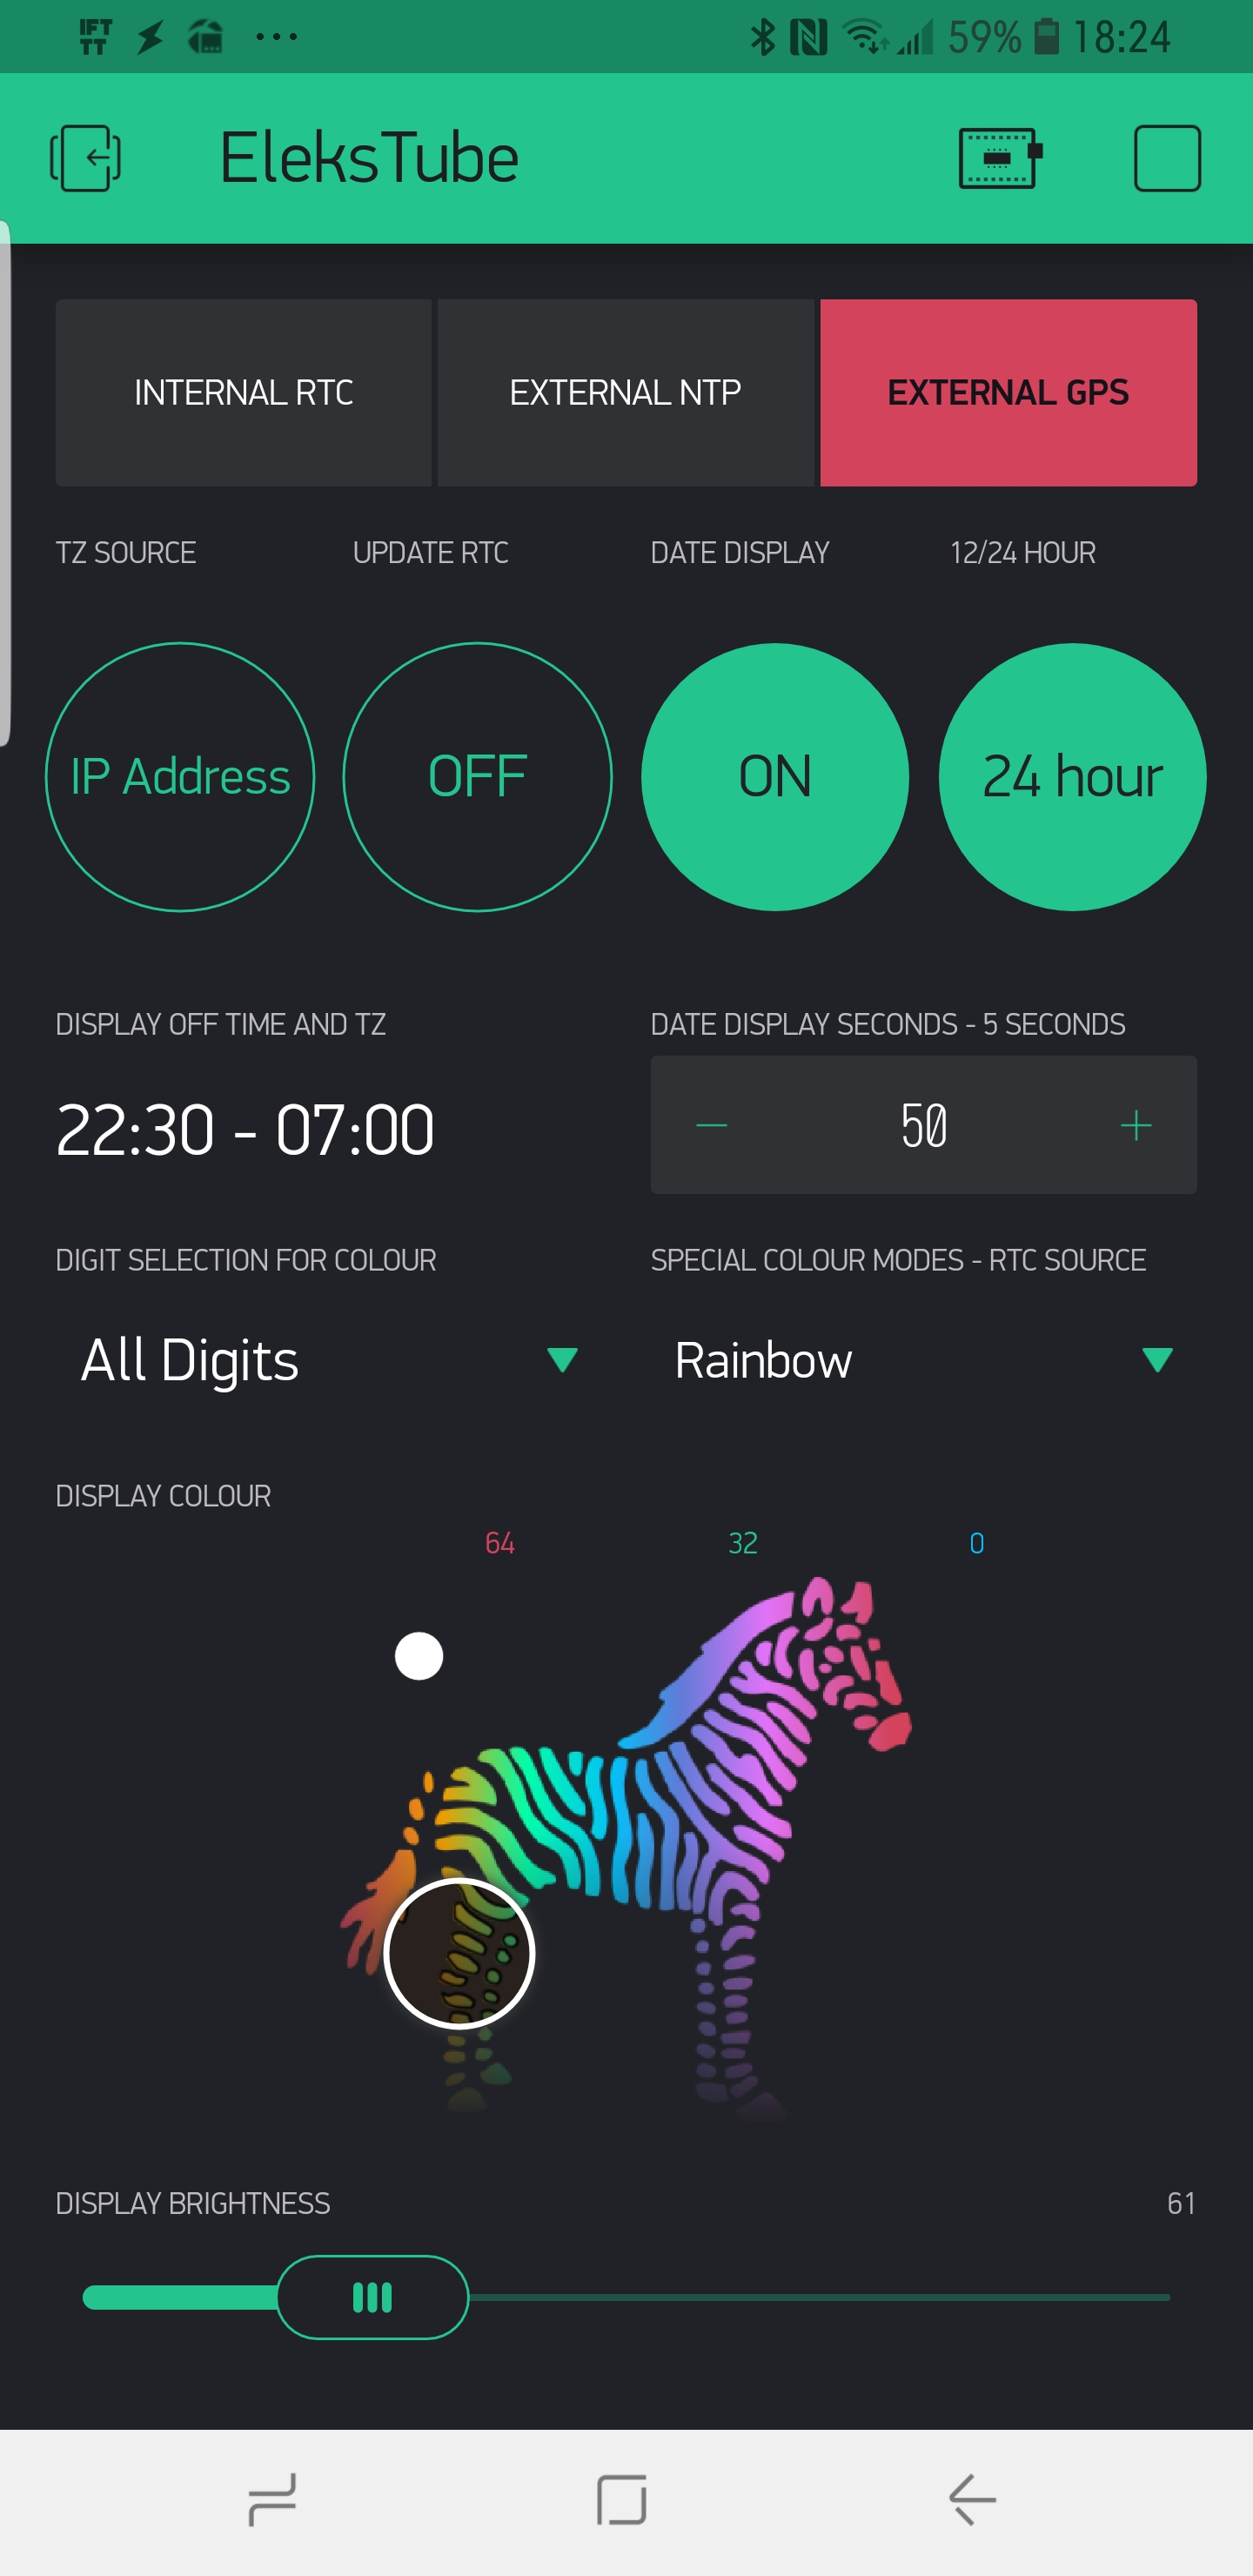 IFTTT 59% 18:24
EleksTube
INTERNAL RTC EXTERNAL NTP EXTERNAL GPS
TZ SOURCE UPDATE RTC DATE DISPLAY 12/24 HOUR
IP Address OFF ON 24 hour
DISPLAY OFF TIME AND TZ DATE DISPLAY SECONDS - 5 SECONDS
22:30 - 07:00 50
DIGIT SELECTION FOR COLOUR SPECIAL COLOUR MODES - RTC SOURCE
All Digits Rainbow
DISPLAY COLOUR
64 32 0
DISPLAY BRIGHTNESS 61